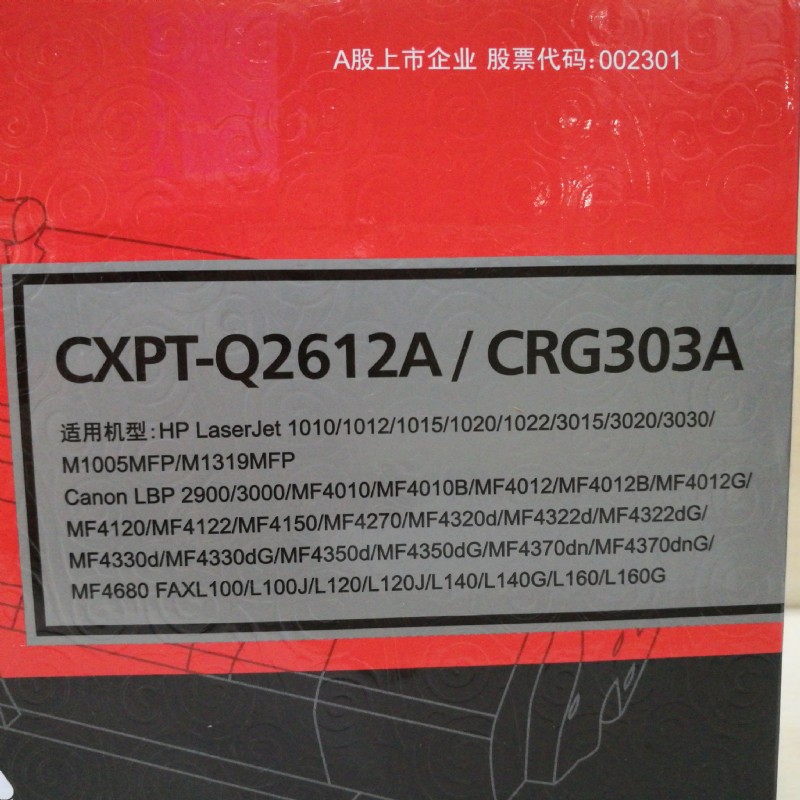 A股上市企业 股票代码:002301
CXPT-Q2612A / CRG303A
适用机型:HP LaserJet 1010/1012/1015/1020/1022/3015/3020/3030/
M1005MFP/M1319MFP
Canon LBP 2900/3000/MF4010/MF4010B/MF4012/MF4012B/MF4012G/
MF4120/MF4122/MF4150/MF4270/MF4320d/MF4322d/MF4322dG/
MF4330d/MF4330dG/MF4350d/MF4350dG/MF4370dn/MF4370dnG/
MF4680 FAXL100/L100J/L120/L120J/L140/L140G/L160/L160G